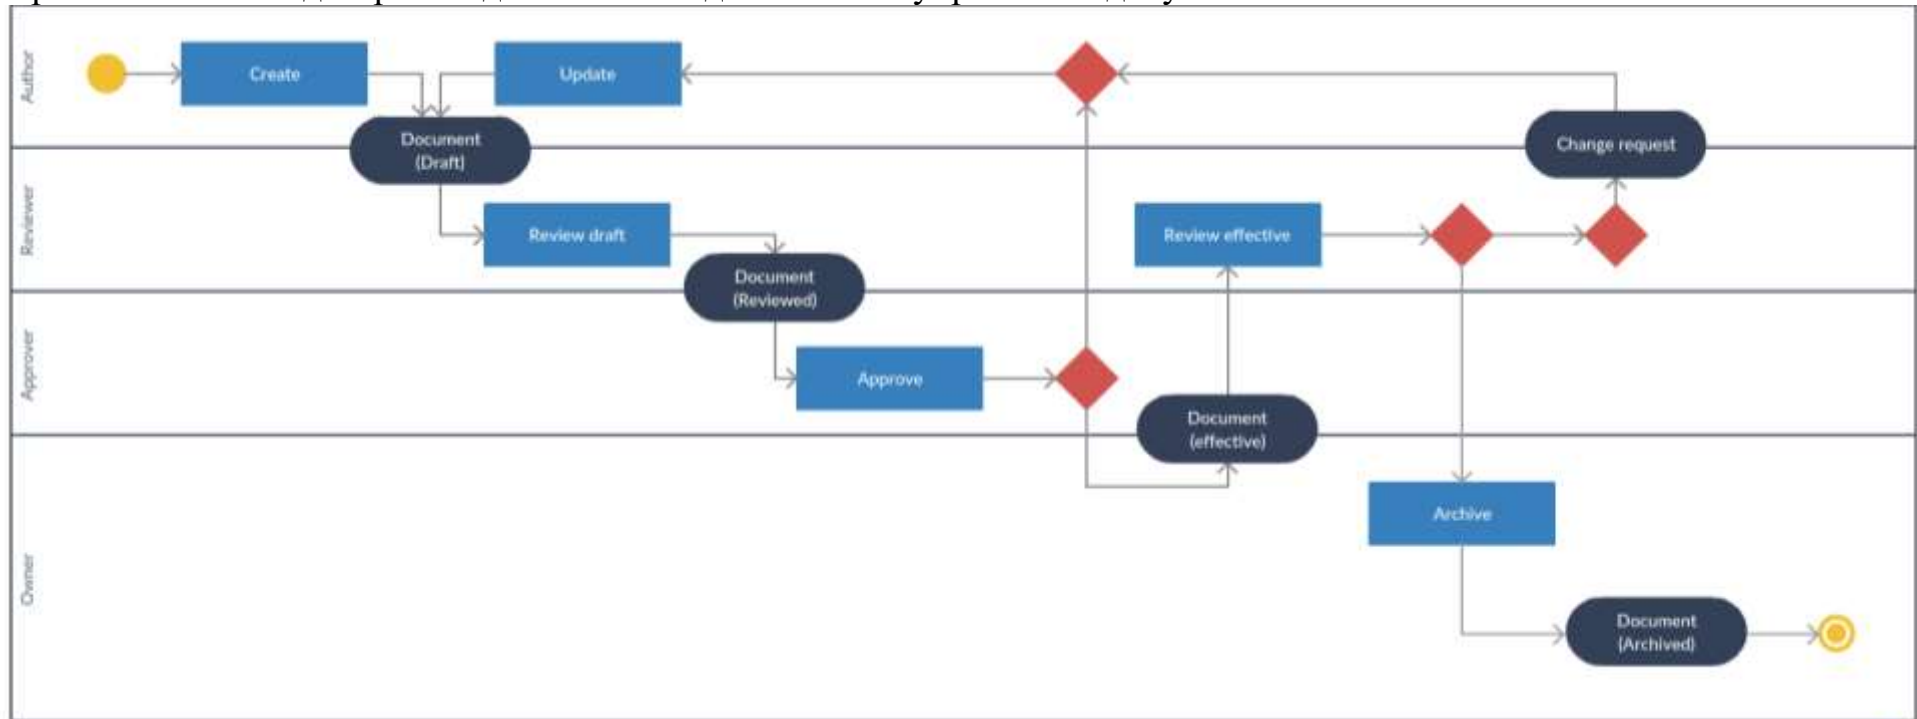 Author
Create
Update
Document
(Draft)
Change request
Reviewer
Review draft
Review effective
Document
(Reviewed)
Approver
Approve
Document
(effective)
Owner
Archive
Document
(Archived)